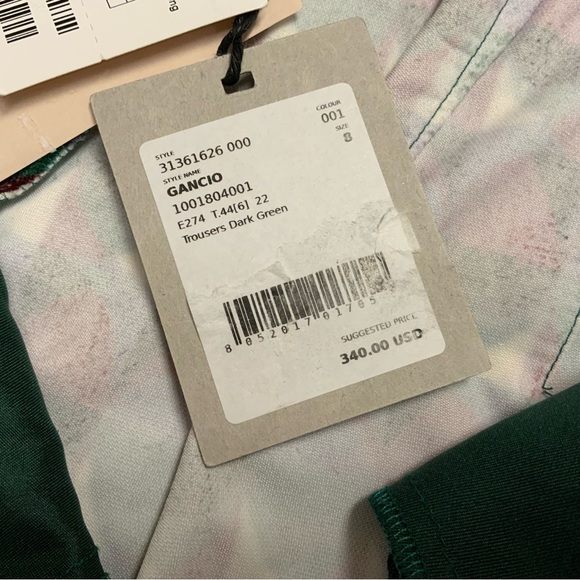 STYLE
31361626 000
COLOUR
001
STYLE NAME
GANCIO
SIZE
8
1001804001
E274 T.44[6] 22
Trousers Dark Green
8 052017 01705
SUGGESTED PRICE
340.00 USD